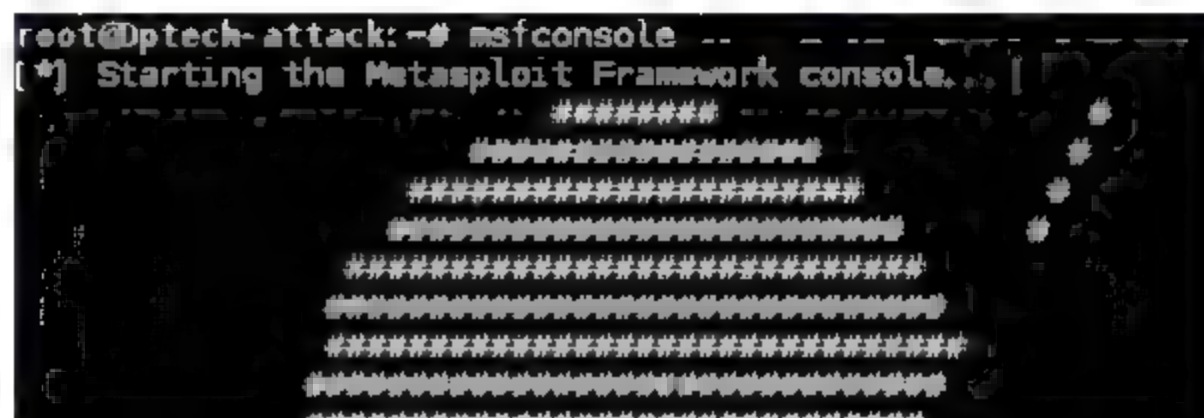 root@Dptech-attack:~# msfconsole
[*] Starting the Metasploit Framework console...|